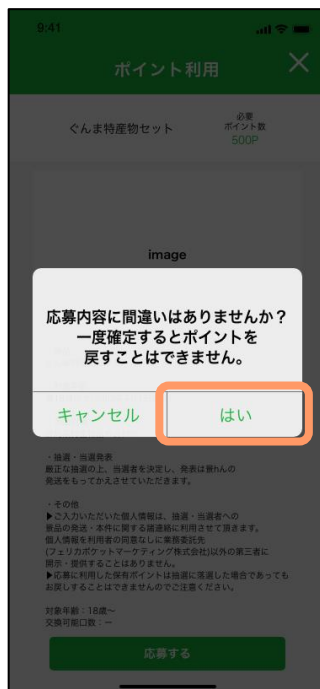 9:41
ポイント利用
ぐんま特産物セット
必要
ポイント数
500P
image
応募内容に間違いはありませんか？
一度確定するとポイントを
戻すことはできません。
キャンセル
はい
・抽選・当選発表
厳正な抽選の上、当選者を決定し、発表は景hんの
発送をもってかえさせていただきます。
・その他
▶ご入力いただいた個人情報は、抽選・当選者への
景品の発送・本件に関する諸連絡に利用させて頂きます。
個人情報を利用者の同意なしに業務委託先
(フェリカポケットマーケティング株式会社)以外の第三者に
開示・提供することはありません。
▶応募に利用した保有ポイントは抽選に落選した場合であっても
お戻しすることはできませんのでご注意ください。
対象年齢：18歳〜
交換可能口数：ー
応募する